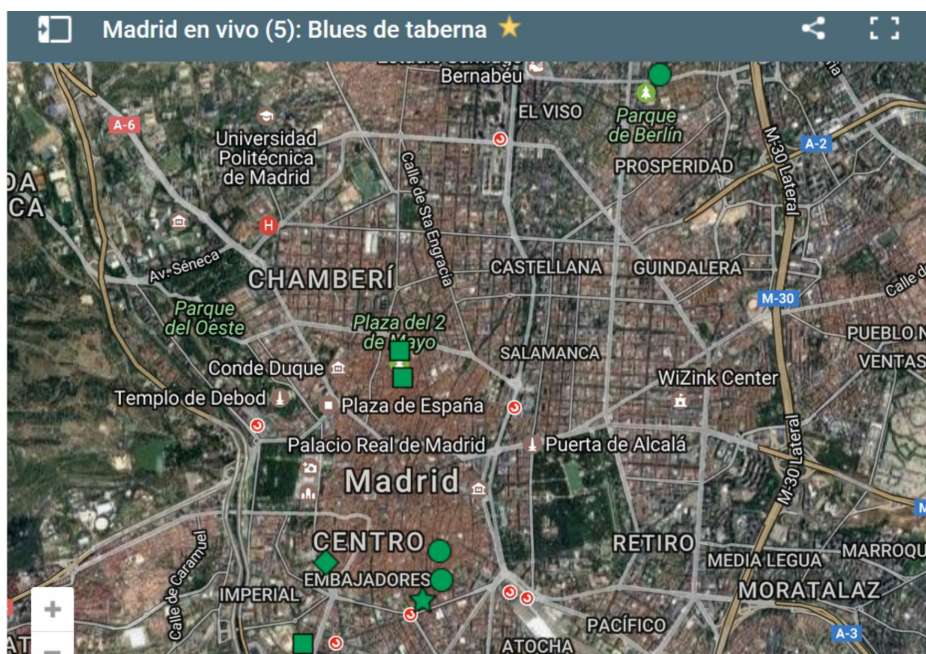 Madrid en vivo (5): Blues de taberna
Bernabéu
EL VISO
Parque
de Berlín
A-6
Universidad
Politécnica
de Madrid
Calle de Sta Engracia
PROSPERIDAD
M-30 Lateral
A-2
H
Av. Séneca
CHAMBERÍ
CASTELLANA
GUINDALERA
Calle de
M-30
Parque
del Oeste
Plaza del 2
de Mayo
SALAMANCA
PUEBLO N
VENTAS
Conde Duque
WiZink Center
Templo de Debod
Plaza de España
Palacio Real de Madrid
Puerta de Alcalá
M-30 Lateral
Madrid
M
CENTRO
RETIRO
MEDIA LEGUA
MARROQU
EMBAJADORES
IMPERIAL
Calle de Caramuel
MORATALAZ
PACÍFICO
A-3
ATOCHA
+
−